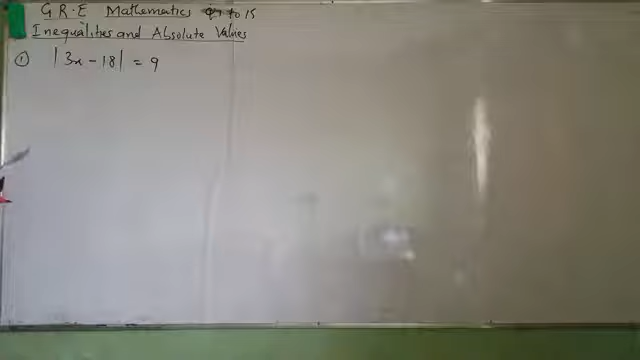 G.R.E Mathematics to 15
Inequalities and Absolute Values
① |3x - 18| = 9